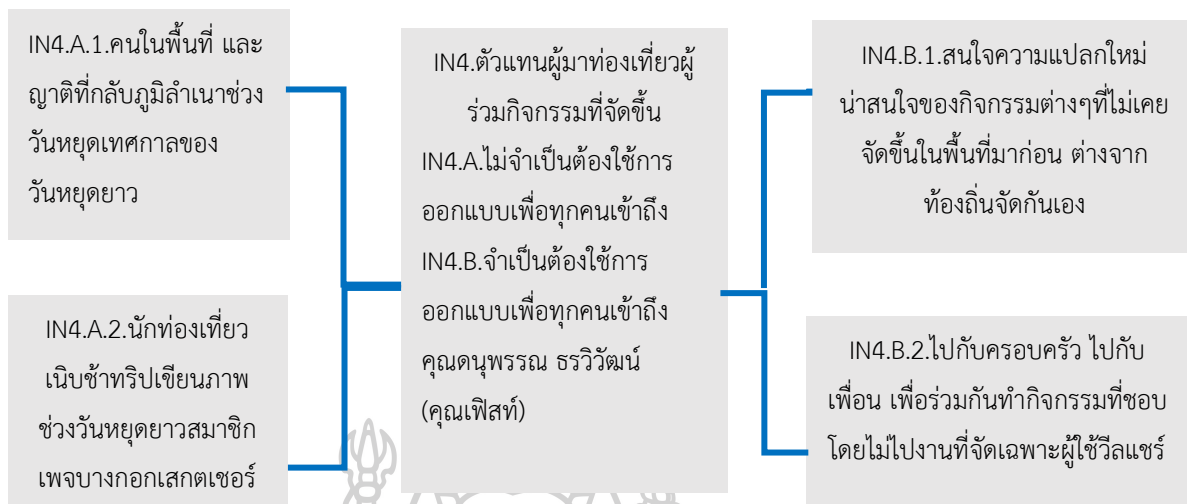 IN4.A.1.คนในพื้นที่ และ
ญาติที่กลับภูมิลำเนาช่วง
วันหยุดเทศกาลของ
วันหยุดยาว
IN4.A.2.นักท่องเที่ยว
เนิบช้าทริปเขียนภาพ
ช่วงวันหยุดยาวสมาชิก
เพจบางกอกเสกตเชอร์
IN4.ตัวแทนผู้มาท่องเที่ยวผู้
ร่วมกิจกรรมที่จัดขึ้น
IN4.A.ไม่จำเป็นต้องใช้การ
ออกแบบเพื่อทุกคนเข้าถึง
IN4.B.จำเป็นต้องใช้การ
ออกแบบเพื่อทุกคนเข้าถึง
คุณดนุพรรณ ธรวิวัฒน์
(คุณเฟิสท์)
IN4.B.1.สนใจความแปลกใหม่
น่าสนใจของกิจกรรมต่างๆที่ไม่เคย
จัดขึ้นในพื้นที่มาก่อน ต่างจาก
ท้องถิ่นจัดกันเอง
IN4.B.2.ไปกับครอบครัว ไปกับ
เพื่อน เพื่อร่วมกันทำกิจกรรมที่ชอบ
โดยไม่ไปงานที่จัดเฉพาะผู้ใช้วีลแชร์